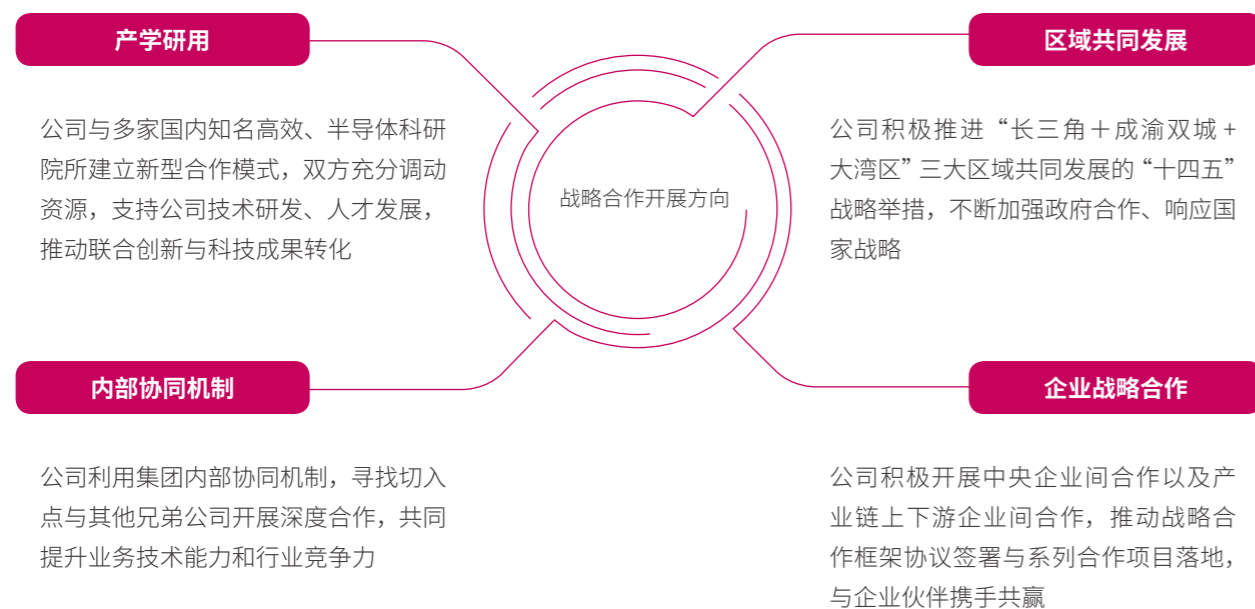 产学研用
公司与多家国内知名高效、半导体科研
院所建立新型合作模式，双方充分调动
资源，支持公司技术研发、人才发展，
推动联合创新与科技成果转化
区域共同发展
公司积极推进“长三角＋成渝双城+
大湾区”三大区域共同发展的“十四五”
战略举措，不断加强政府合作、响应国
家战略
战略合作开展方向
内部协同机制
公司利用集团内部协同机制，寻找切入
点与其他兄弟公司开展深度合作，共同
提升业务技术能力和行业竞争力
企业战略合作
公司积极开展中央企业间合作以及产
业链上下游企业间合作，推动战略合
作框架协议签署与系列合作项目落地，
与企业伙伴携手共赢